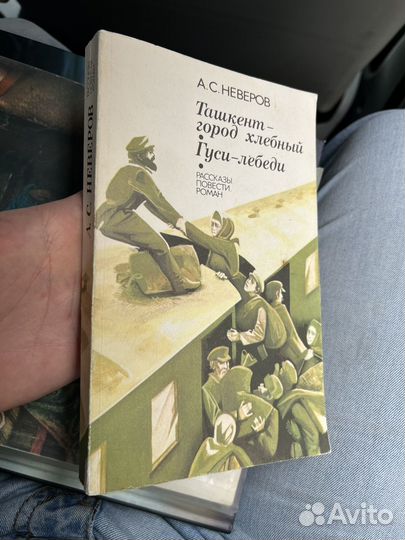 А.С.НЕВЕРОВ
Ташкент–
город хлебный
• Гуси–лебеди
•
РАССКАЗЫ
ПОВЕСТИ
РОМАН
А.С. НЕВЕРОВ
Avito